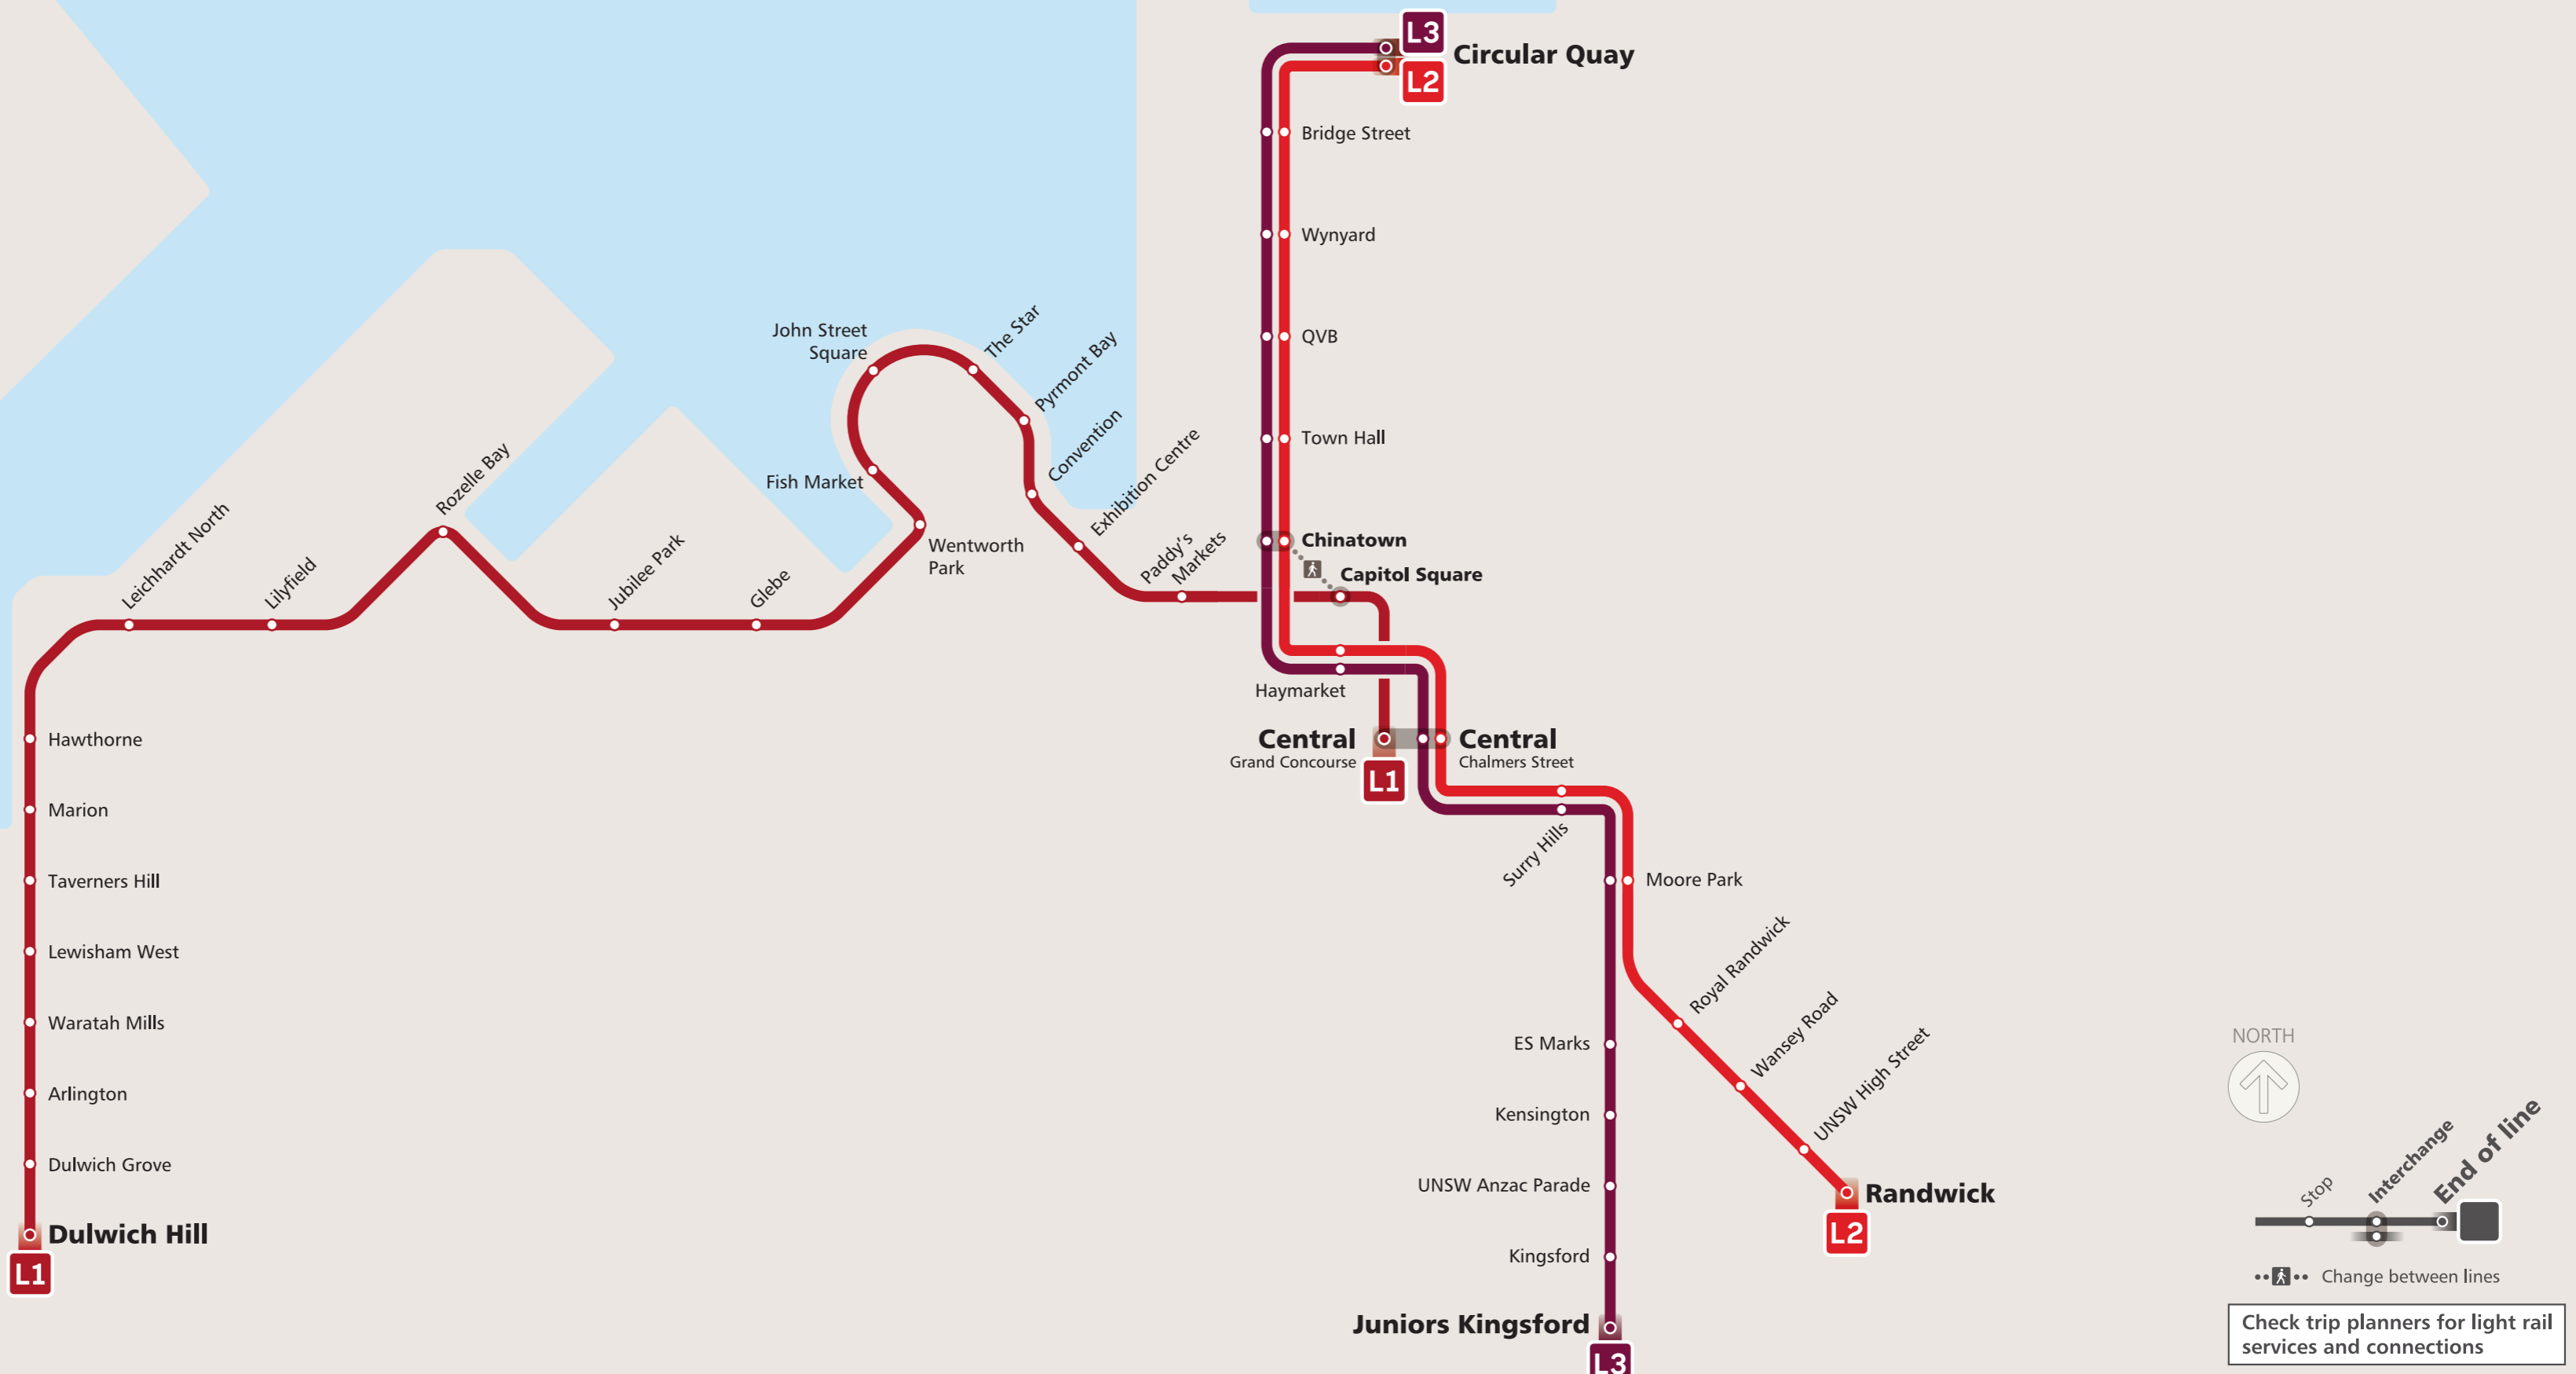 L3
Circular Quay
L2
Bridge Street
Wynyard
QVB
Town Hall
Chinatown
Capitol Square
Haymarket
Central
Grand Concourse
L1
Central
Chalmers Street
Surry Hills
Moore Park
Royal Randwick
Wansey Road
UNSW High Street
Randwick
L2
ES Marks
Kensington
UNSW Anzac Parade
Kingsford
Juniors Kingsford
L3
Paddy's
Markets
Exhibition Centre
Convention
Pyrmont Bay
The Star
John Street
Square
Fish Market
Wentworth
Park
Glebe
Jubilee Park
Rozelle Bay
Lilyfield
Leichhardt North
Hawthorne
Marion
Taverners Hill
Lewisham West
Waratah Mills
Arlington
Dulwich Grove
Dulwich Hill
L1
NORTH
Stop
Interchange
End of line
Change between lines
Check trip planners for light rail
services and connections